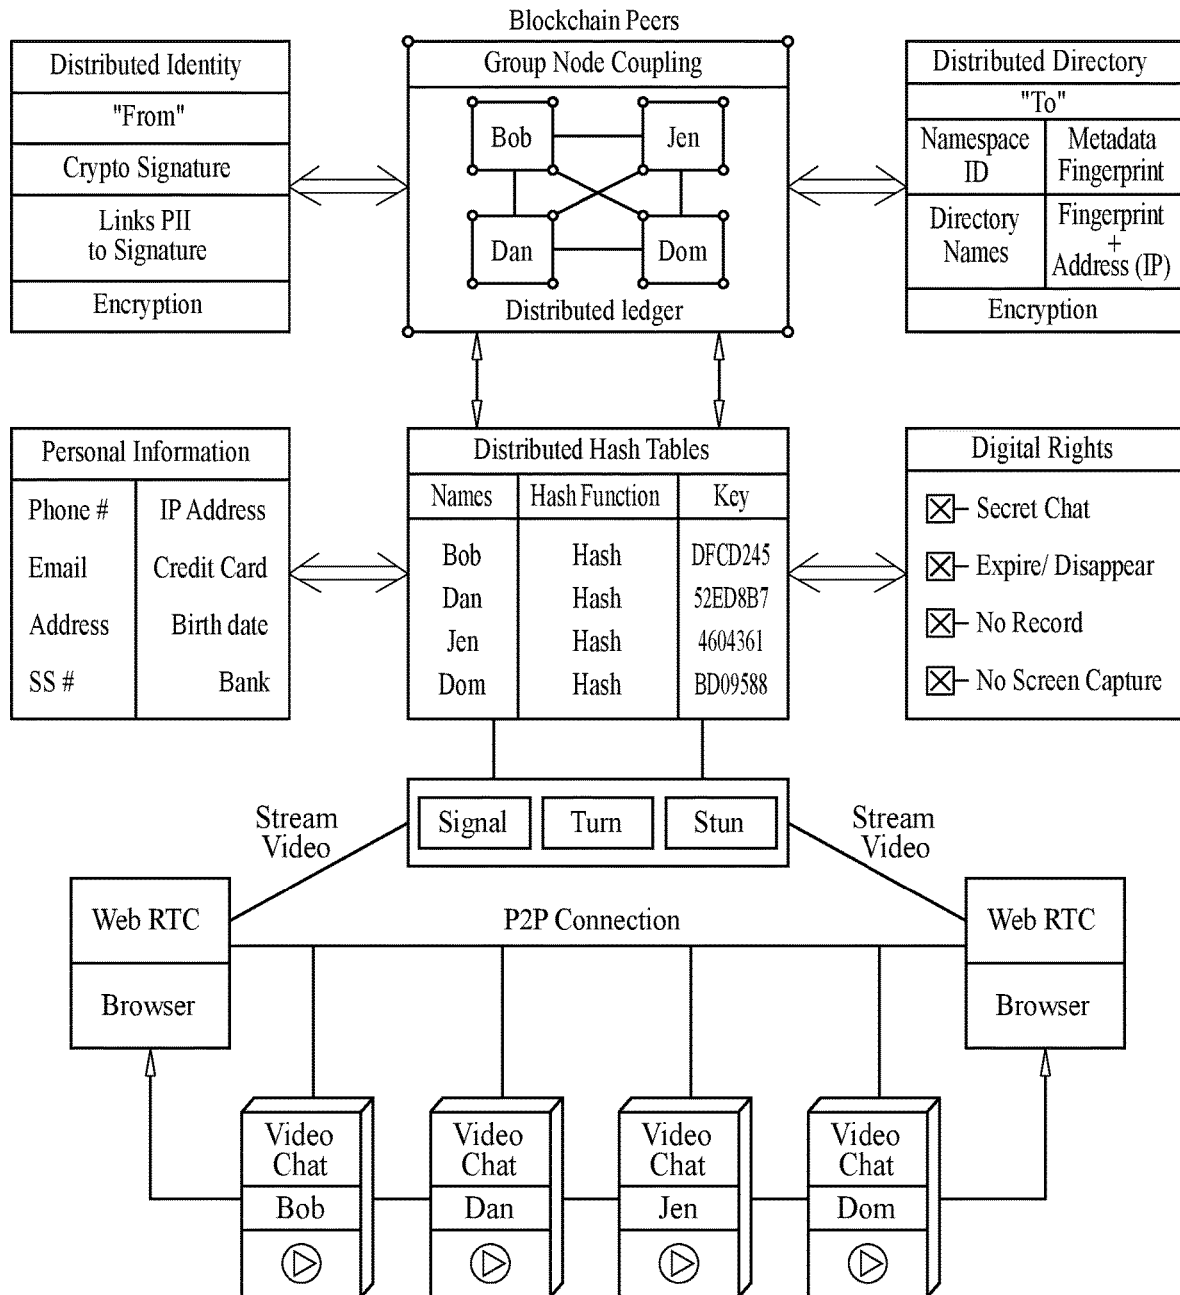 Blockchain Peers
Distributed Identity
"From"
Crypto Signature
Links PII
to Signature
Encryption
Group Node Coupling
Bob
Jen
Dan
Dom
Distributed ledger
Distributed Directory
"To"
Namespace
ID
Metadata
Fingerprint
Directory
Names
Fingerprint
+
Address (IP)
Encryption
Personal Information
Phone #
IP Address
Email
Credit Card
Address
Birth date
SS #
Bank
Distributed Hash Tables
Names Hash Function Key
Bob Hash DFCD245
Dan Hash 52ED8B7
Jen Hash 4604361
Dom Hash BD09588
Digital Rights
Secret Chat
Expire/ Disappear
No Record
No Screen Capture
Signal Turn Stun
Stream
Video
Stream
Video
Web RTC
Browser
P2P Connection
Web RTC
Browser
Video
Chat
Bob
Video
Chat
Dan
Video
Chat
Jen
Video
Chat
Dom